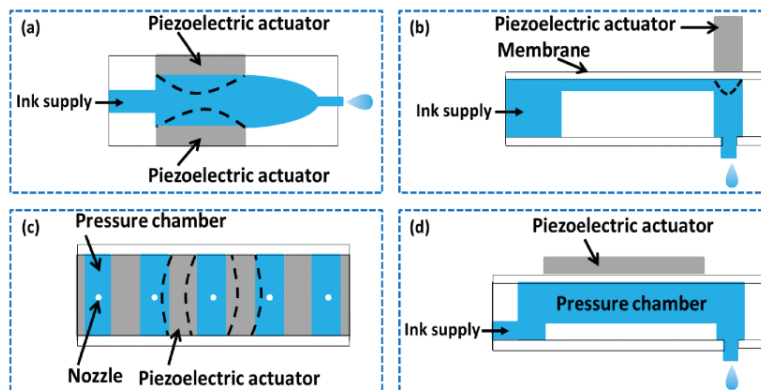 (a)
Piezoelectric actuator
Ink supply
Piezoelectric actuator
(b)
Piezoelectric actuator
Membrane
Ink supply
(c)
Pressure chamber
Nozzle
Piezoelectric actuator
(d)
Piezoelectric actuator
Pressure chamber
Ink supply